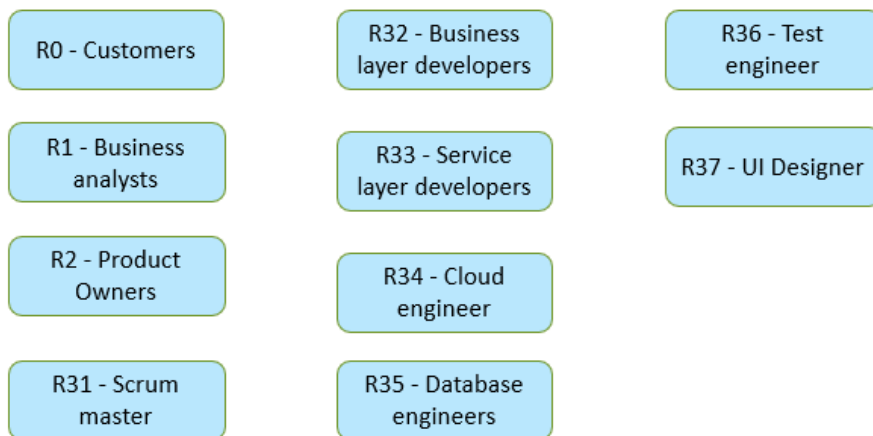 R0 - Customers
R1 - Business
analysts
R2 - Product
Owners
R31 - Scrum
master
R32 - Business
layer developers
R33 - Service
layer developers
R34 - Cloud
engineer
R35 - Database
engineers
R36 - Test
engineer
R37 - UI Designer